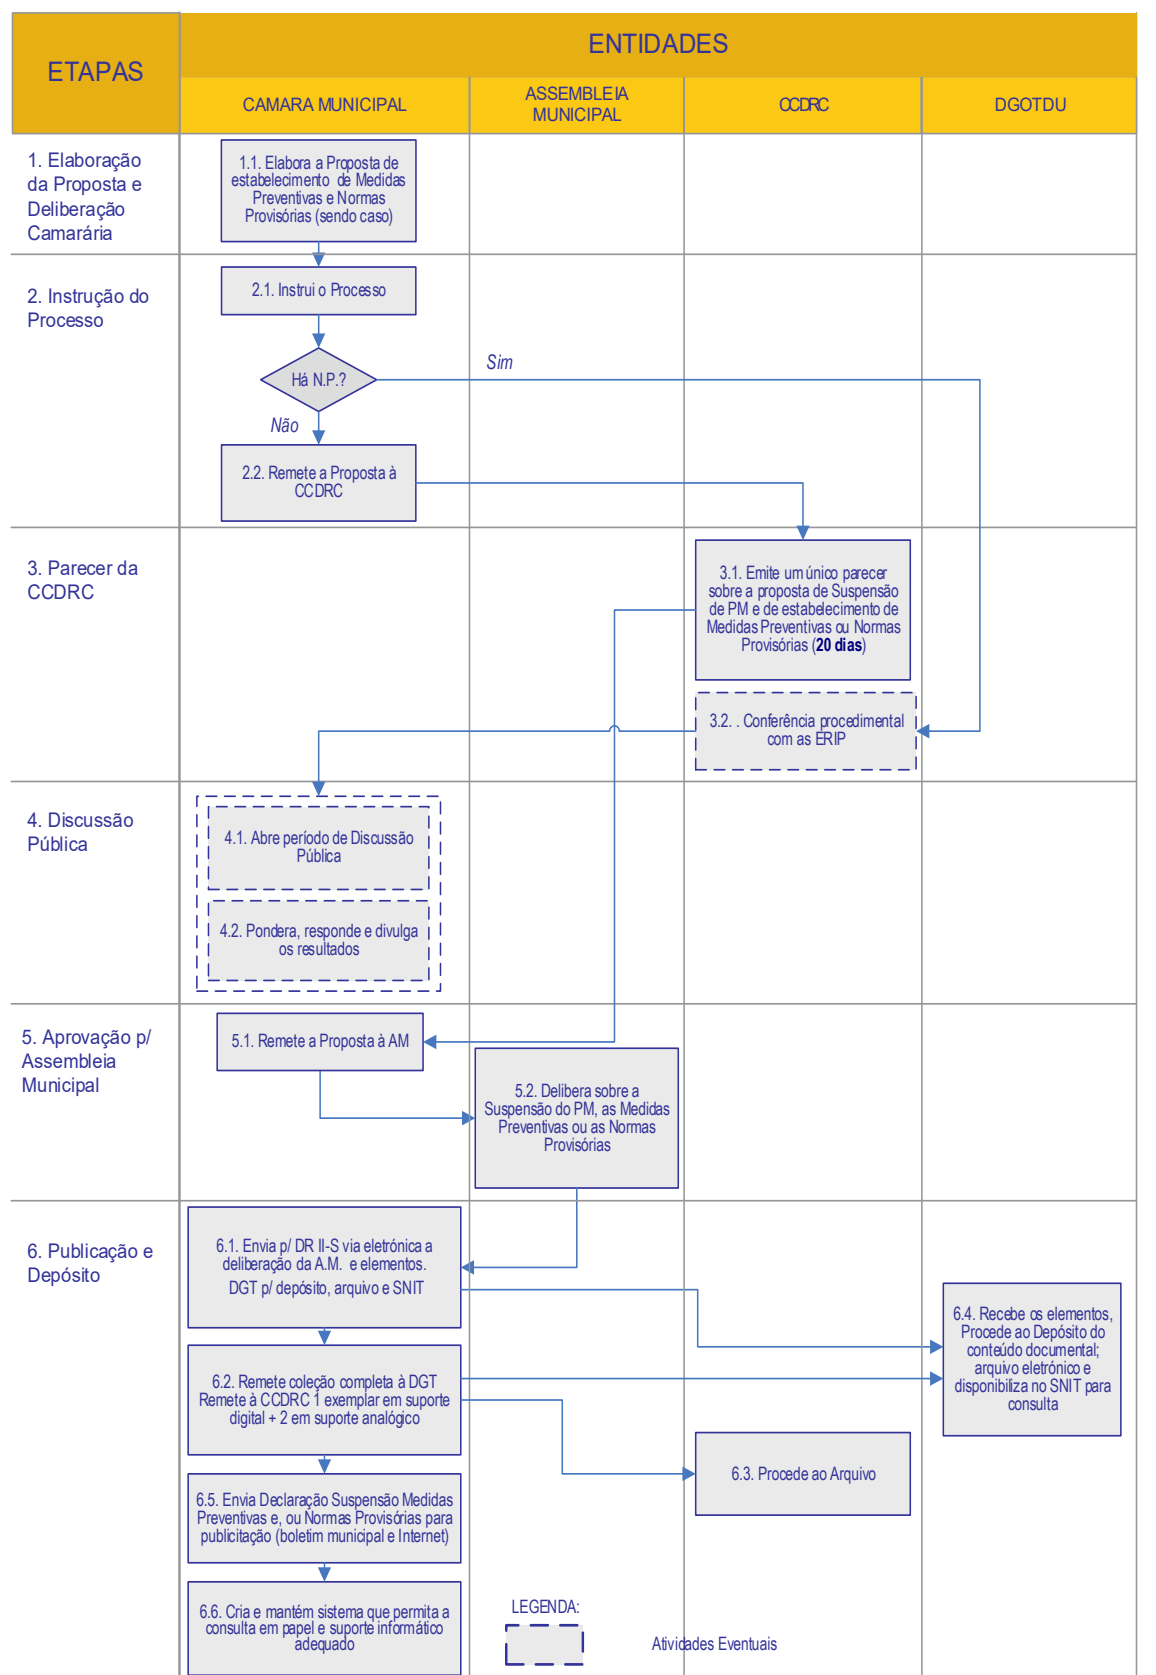 ETAPAS
ENTIDADES
CAMARA MUNICIPAL
ASSEMBLEIA
MUNICIPAL
CCDRC
DGOTDU
1. Elaboração
da Proposta e
Deliberação
Camarária
1.1. Elabora a Proposta de
estabelecimento de Medidas
Preventivas e Normas
Provisórias (sendo caso)
2. Instrução do
Processo
2.1. Instrui o Processo
Há N.P.?
Sim
Não
2.2. Remete a Proposta à
CCDRC
3. Parecer da
CCDRC
3.1. Emite um único parecer
sobre a proposta de Suspensão
de PM e de estabelecimento de
Medidas Preventivas ou Normas
Provisórias (20 dias)
3.2. . Conferência procedimental
com as ERIP
4. Discussão
Pública
4.1. Abre período de Discussão
Pública
4.2. Pondera, responde e divulga
os resultados
5. Aprovação p/
Assembleia
Municipal
5.1. Remete a Proposta à AM
5.2. Delibera sobre a
Suspensão do PM, as Medidas
Preventivas ou as Normas
Provisórias
6. Publicação e
Depósito
6.1. Envia p/ DR II-S via eletrónica a
deliberação da A.M. e elementos.
DGT p/ depósito, arquivo e SNIT
6.4. Recebe os elementos,
Procede ao Depósito do
conteúdo documental;
arquivo eletrónico e
disponibiliza no SNIT para
consulta
6.2. Remete coleção completa à DGT
Remete à CCDRC 1 exemplar em suporte
digital + 2 em suporte analógico
6.3. Procede ao Arquivo
6.5. Envia Declaração Suspensão Medidas
Preventivas e, ou Normas Provisórias para
publicitação (boletim municipal e Internet)
6.6. Cria e mantém sistema que permita a
consulta em papel e suporte informático
adequado
LEGENDA:
Atividades Eventuais